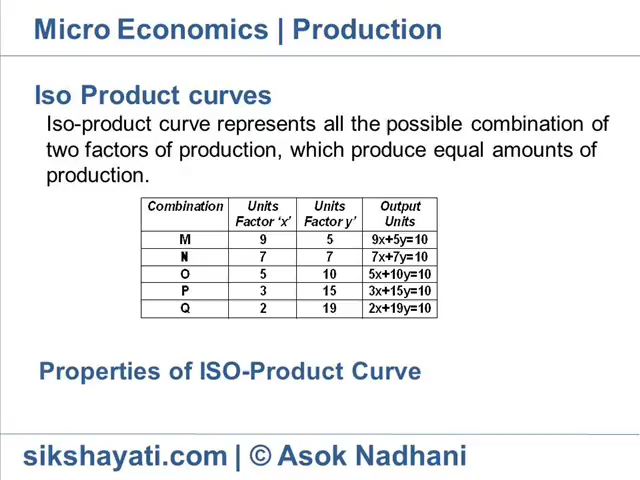 Micro Economics | Production
Iso Product curves
Iso-product curve represents all the possible combination of
two factors of production, which produce equal amounts of
production.
Combination Units Factor ‘x’ Units Factor y’ Output Units
M 9 5 9x+5y=10
N 7 7 7x+7y=10
O 5 10 5x+10y=10
P 3 15 3x+15y=10
Q 2 19 2x+19y=10
Properties of ISO-Product Curve
sikshayati.com | © Asok Nadhani